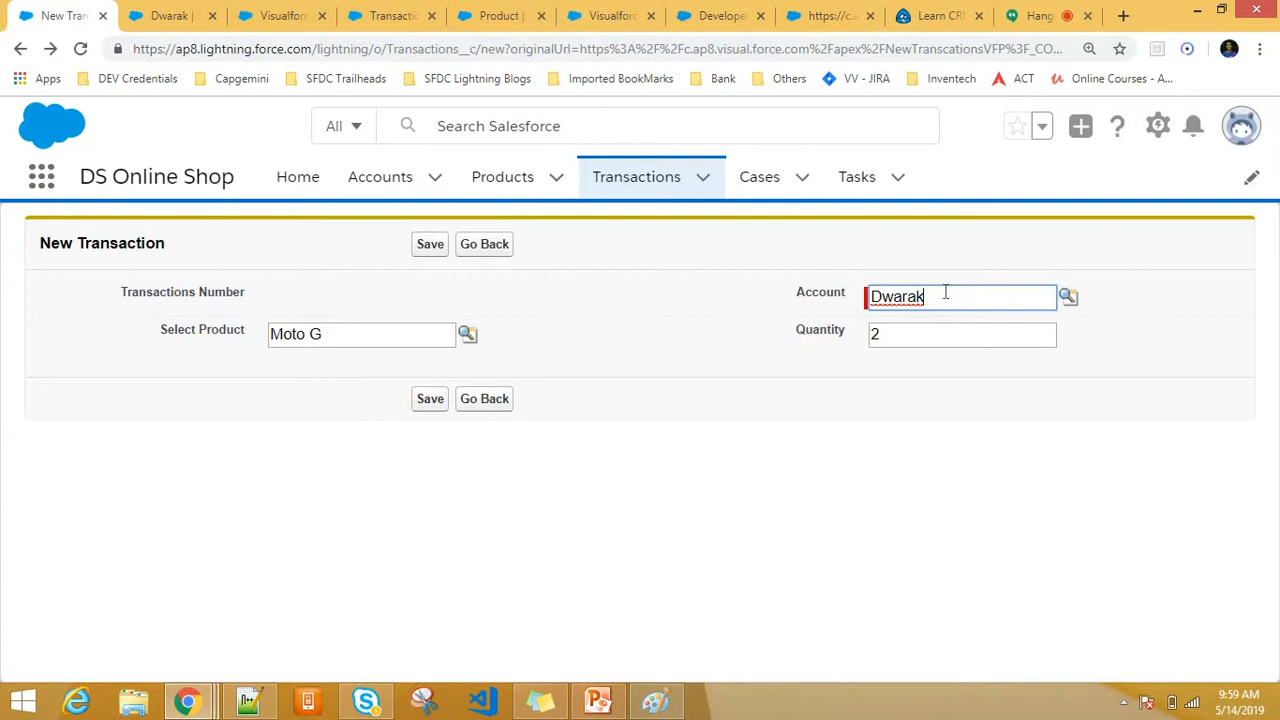 New Tran
Dwarak | S
Visualforc
Transactio
Product |
Visualforc
Develope
https://c.a
Learn CR
Hang
https://ap8.lightning.force.com/lightning/o/Transactions__c/new?originalUrl=https%3A%2F%2Fc.ap8.visual.force.com%2Fapex%2FNewTranscationsVFP%3F_CO...
Apps
DEV Credentials
Capgemini
SFDC Trailheads
SFDC Lightning Blogs
Imported BookMarks
Bank
Others
VV - JIRA
Inventech
ACT
Online Courses - A...
All
Search Salesforce
DS Online Shop
Home
Accounts
Products
Transactions
Cases
Tasks
New Transaction
Save
Go Back
Transactions Number
Account
Dwarak
Select Product
Moto G
Quantity
2
Save
Go Back
9:59 AM
5/14/2019